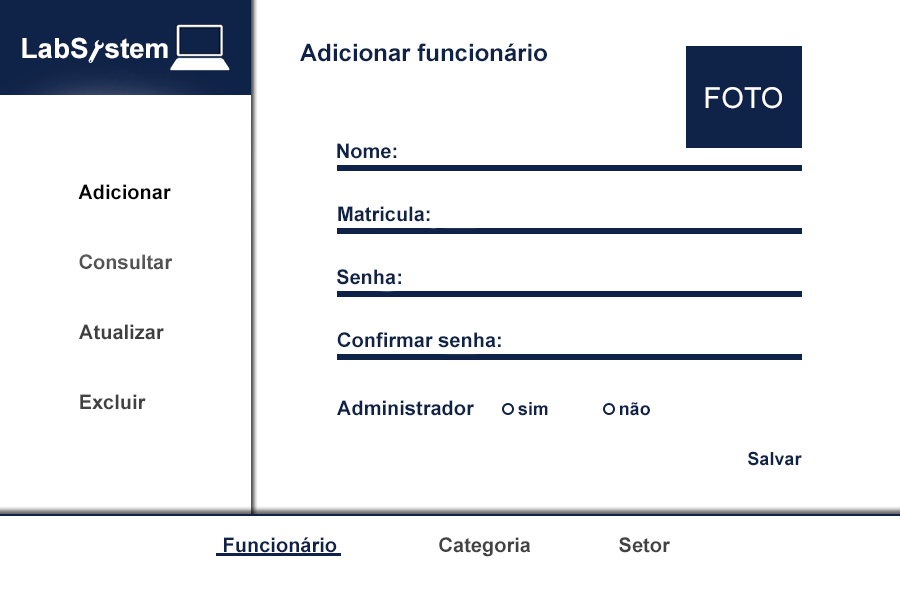 LabSystem
Adicionar funcionário
FOTO
Nome:
Matricula:
Senha:
Confirmar senha:
Administrador sim não
Salvar
Adicionar
Consultar
Atualizar
Excluir
Funcionário Categoria Setor